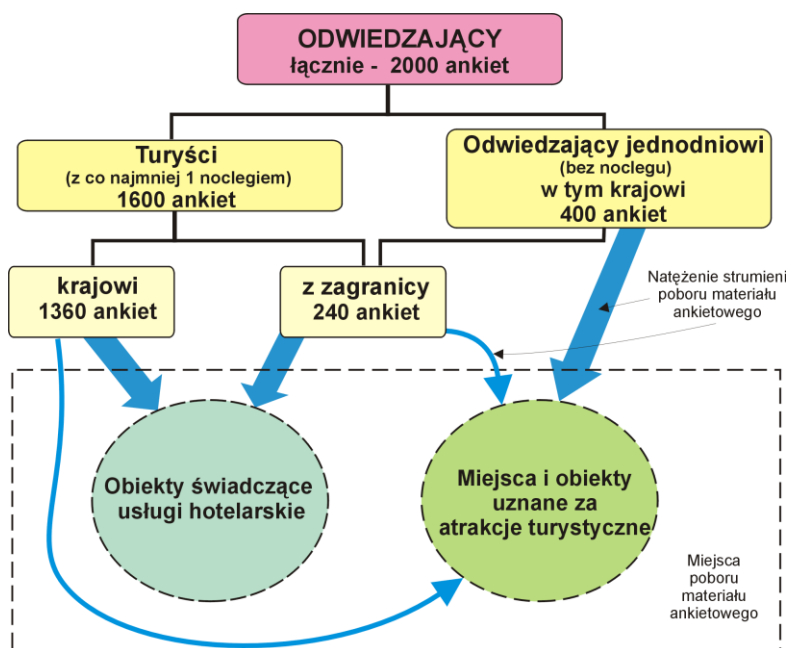 ODWIEDZAJĄCY
łącznie - 2000 ankiet
Turyści
(z co najmniej 1 noclegiem)
1600 ankiet
Odwiedzający jednodniowi
(bez noclegu)
w tym krajowi
400 ankiet
krajowi
1360 ankiet
z zagranicy
240 ankiet
Natężenie strumieni
poboru materiału
ankietowego
Obiekty świadczące
usługi hotelarskie
Miejsca i obiekty
uznane za
atrakcje turystyczne
Miejsca
poboru
materiału
ankietowego